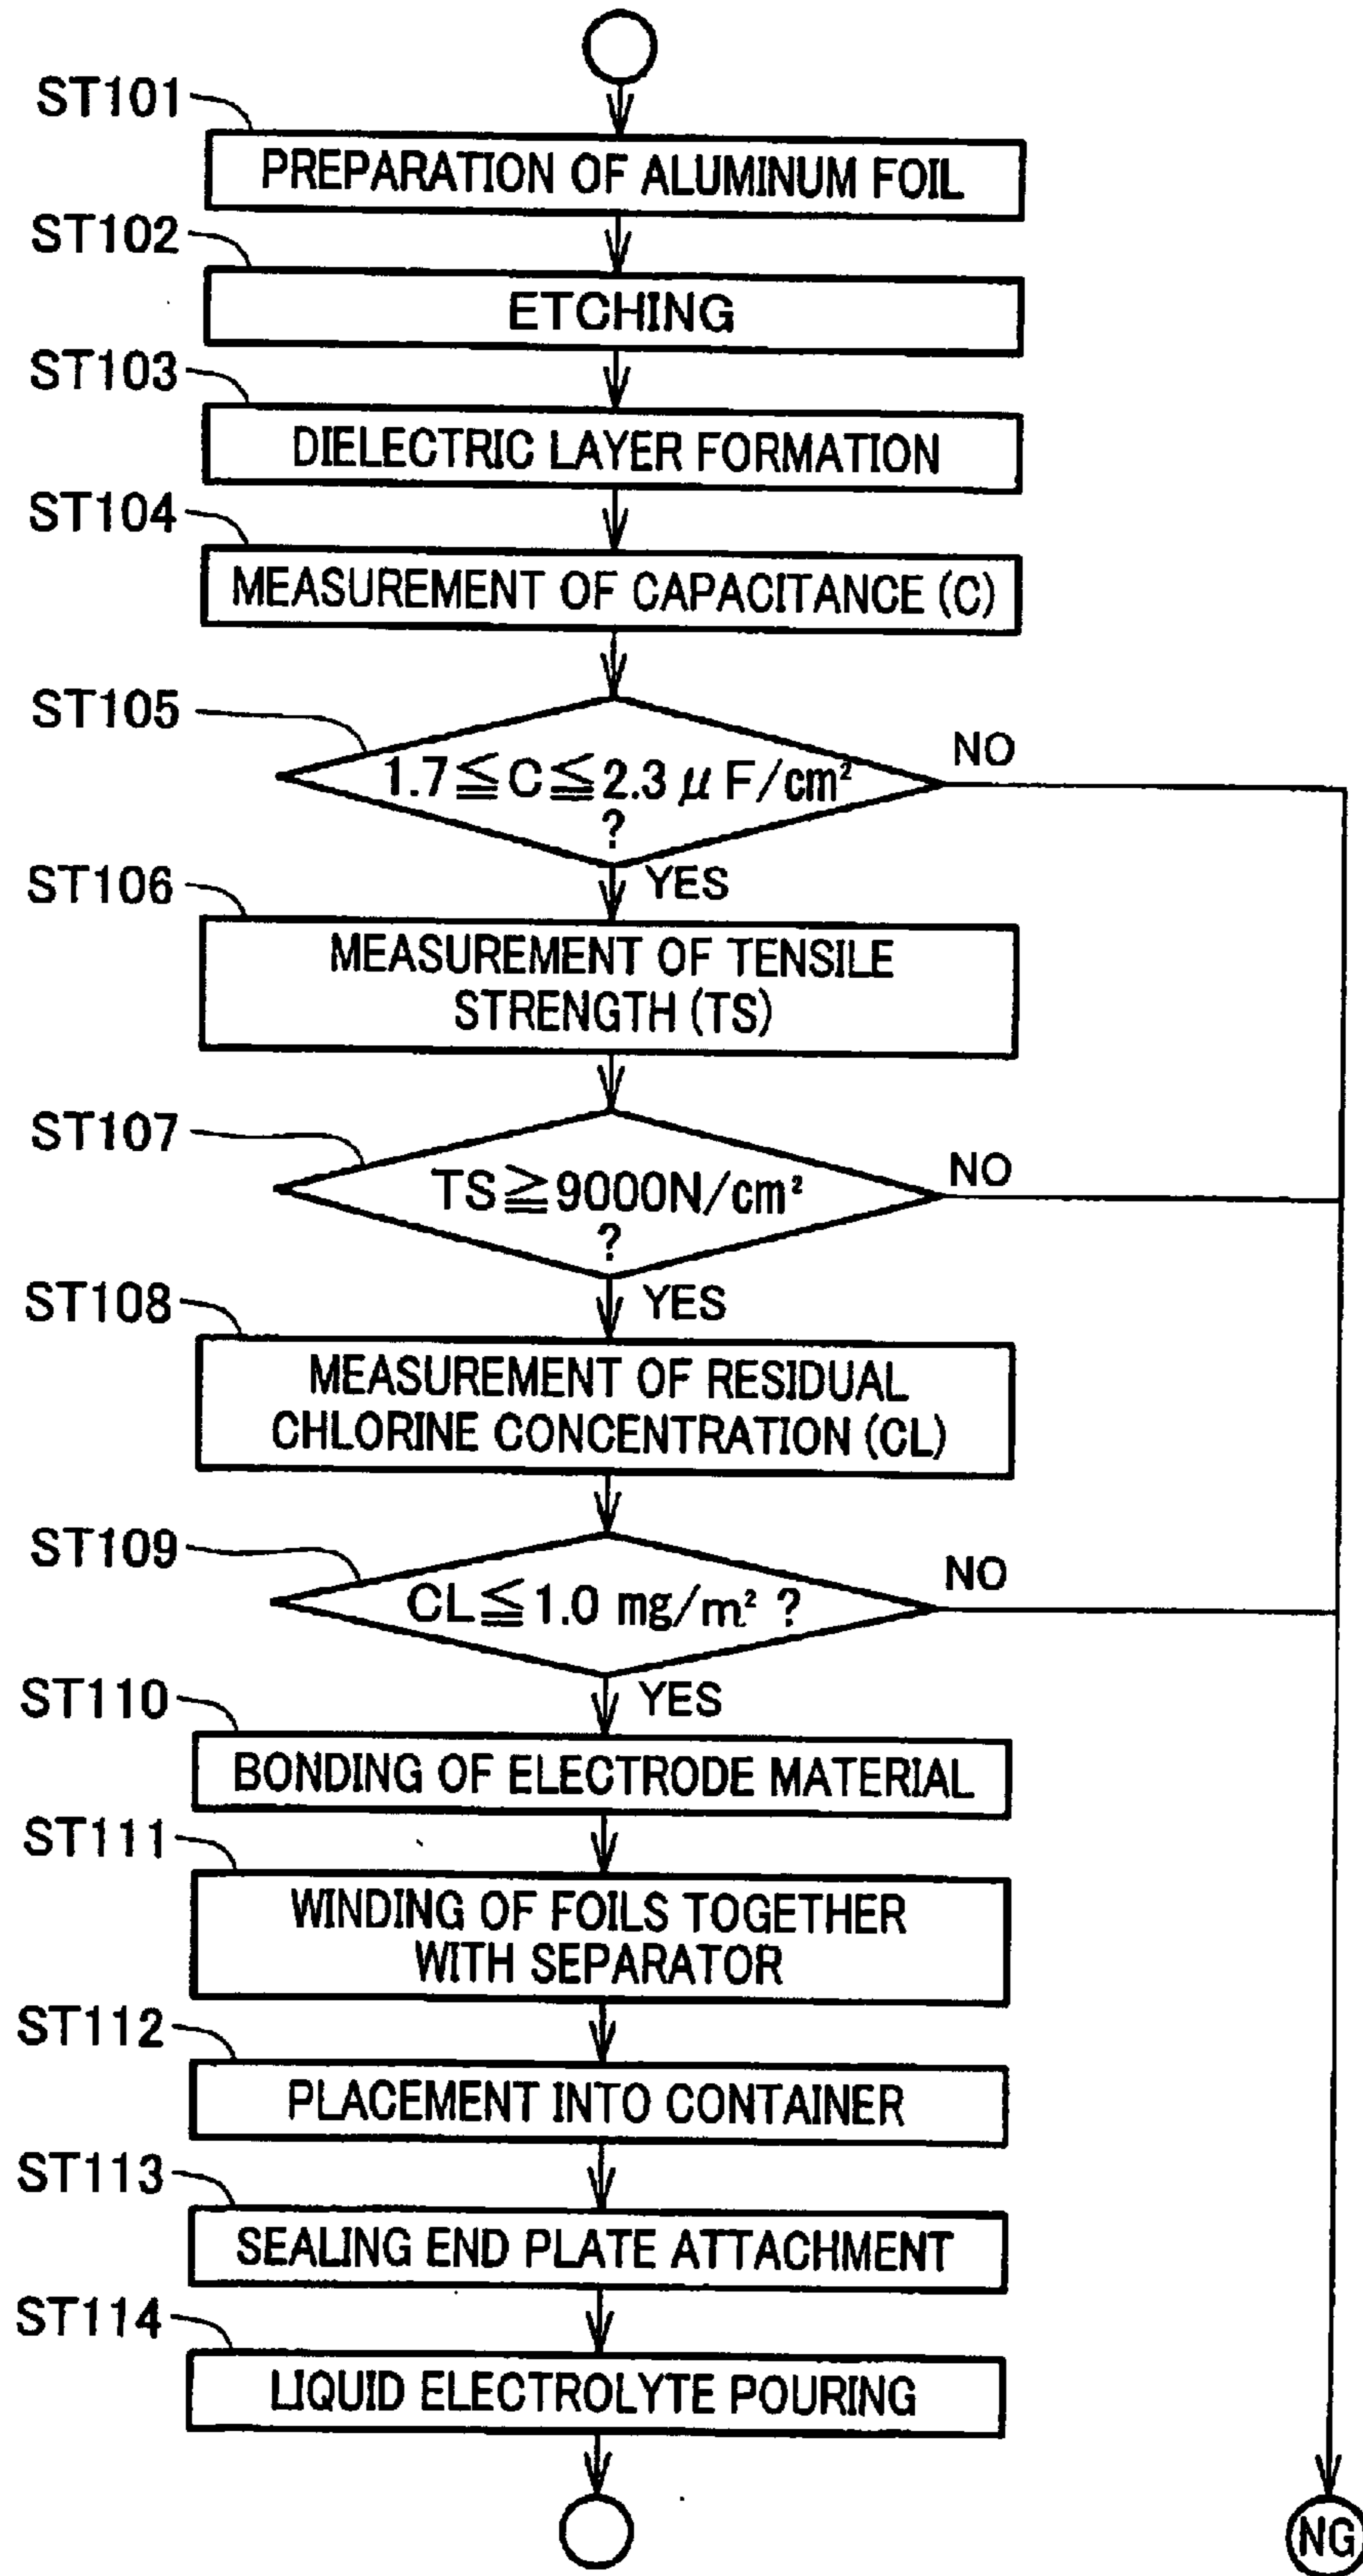 ST101
PREPARATION OF ALUMINUM FOIL
ST102
ETCHING
ST103
DIELECTRIC LAYER FORMATION
ST104
MEASUREMENT OF CAPACITANCE (C)
ST105
1.7≦C≦2.3 μ F/cm²
?
NO
YES
ST106
MEASUREMENT OF TENSILE
STRENGTH (TS)
ST107
TS≧9000N/cm²
?
NO
YES
ST108
MEASUREMENT OF RESIDUAL
CHLORINE CONCENTRATION (CL)
ST109
CL≦1.0 mg/m² ?
NO
YES
ST110
BONDING OF ELECTRODE MATERIAL
ST111
WINDING OF FOILS TOGETHER
WITH SEPARATOR
ST112
PLACEMENT INTO CONTAINER
ST113
SEALING END PLATE ATTACHMENT
ST114
LIQUID ELECTROLYTE POURING
NG